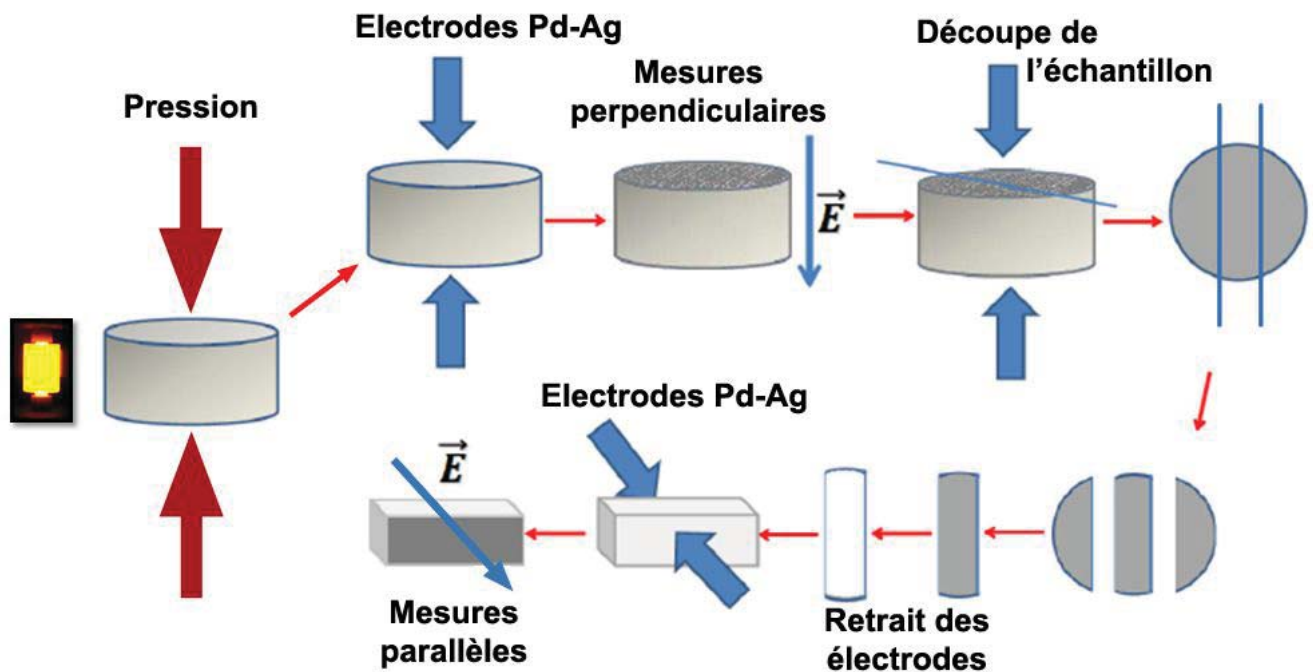 Electrodes Pd-Ag
Mesures
perpendiculaires
Découpe de
l’échantillon
Pression
E
Electrodes Pd-Ag
E
Mesures
parallèles
Retrait des
électrodes